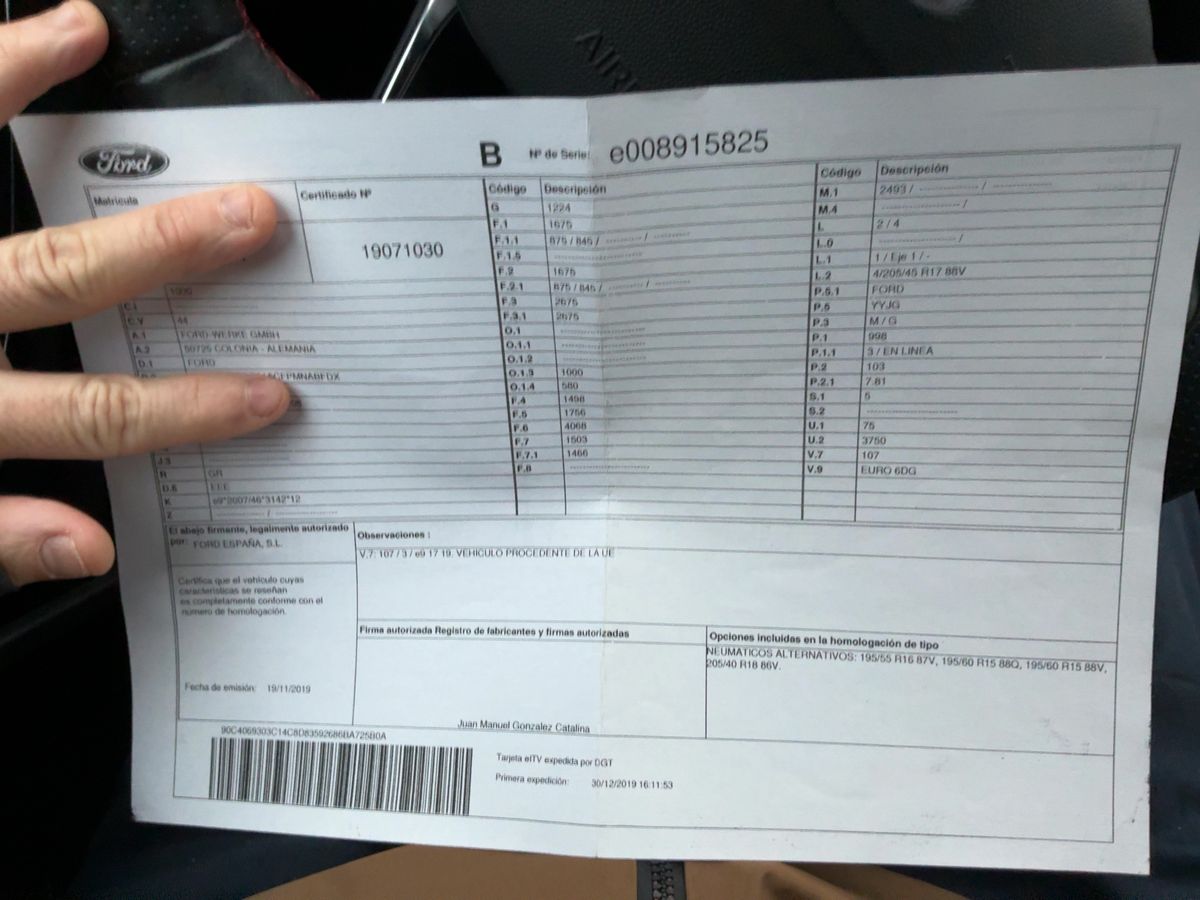 AIRB
Ford
B Nº de Serie: e008915825
Matrícula
Certificado Nº
19071030
1000
C.I
C.V 44
A.1 FORD-WERKE GMBH
A.2 50725 COLONIA - ALEMANIA
D.1 FORD
J.3
R GR
D.6 EEE
K e9*2007/46*3142*12
Z --------- / --------------------
Código Descripción
G 1224
F.1 1675
F.1.1 875 / 845 / --------- / ---------
F.1.5 ----------------------
F.2 1675
F.2.1 875 / 845 / --------- / ---------
F.3 2675
F.3.1 2675
O.1 ----------------------
O.1.1 ----------------------
O.1.2 ----------------------
O.1.3 1000
O.1.4 580
F.4 1498
F.5 1756
F.6 4068
F.7 1503
F.7.1 1466
F.8 ----------------------
Código Descripción
M.1 2493 / -------------- / --------------
M.4 -------------------- /
L 2 / 4
L.0 -------------------- /
L.1 1 / Eje 1 / -
L.2 4/205/45 R17 88V
P.5.1 FORD
P.5 YYJG
P.3 M / G
P.1 998
P.1.1 3 / EN LINEA
P.2 103
P.2.1 7.81
S.1 5
S.2 ----------------------
U.1 75
U.2 3750
V.7 107
V.9 EURO 6DG
El abajo firmante, legalmente autorizado
por: FORD ESPAÑA, S.L.
Certifica que el vehículo cuyas
características se reseñan
es completamente conforme con el
número de homologación.
Fecha de emisión: 19/11/2019
Observaciones :
V.7: 107 / 3 / e9 17 19. VEHICULO PROCEDENTE DE LA UE
Firma autorizada Registro de fabricantes y firmas autorizadas
Juan Manuel Gonzalez Catalina
Opciones incluidas en la homologación de tipo
NEUMATICOS ALTERNATIVOS: 195/55 R16 87V, 195/60 R15 88Q, 195/60 R15 88V,
205/40 R18 86V.
90C4069303C14C8D83592686BA725B0A
Tarjeta eITV expedida por DGT
Primera expedición: 30/12/2019 16:11:53